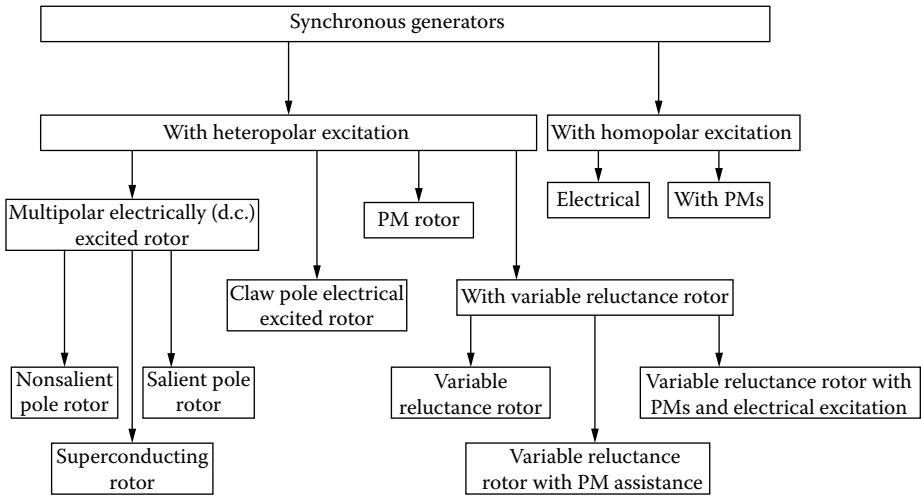 Synchronous generators
With heteropolar excitation
With homopolar excitation
Electrical
With PMs
Multipolar electrically (d.c.)
excited rotor
PM rotor
Claw pole electrical
excited rotor
With variable reluctance rotor
Nonsalient
pole rotor
Salient pole
rotor
Variable
reluctance rotor
Variable reluctance rotor with
PMs and electrical excitation
Superconducting
rotor
Variable reluctance
rotor with PM assistance